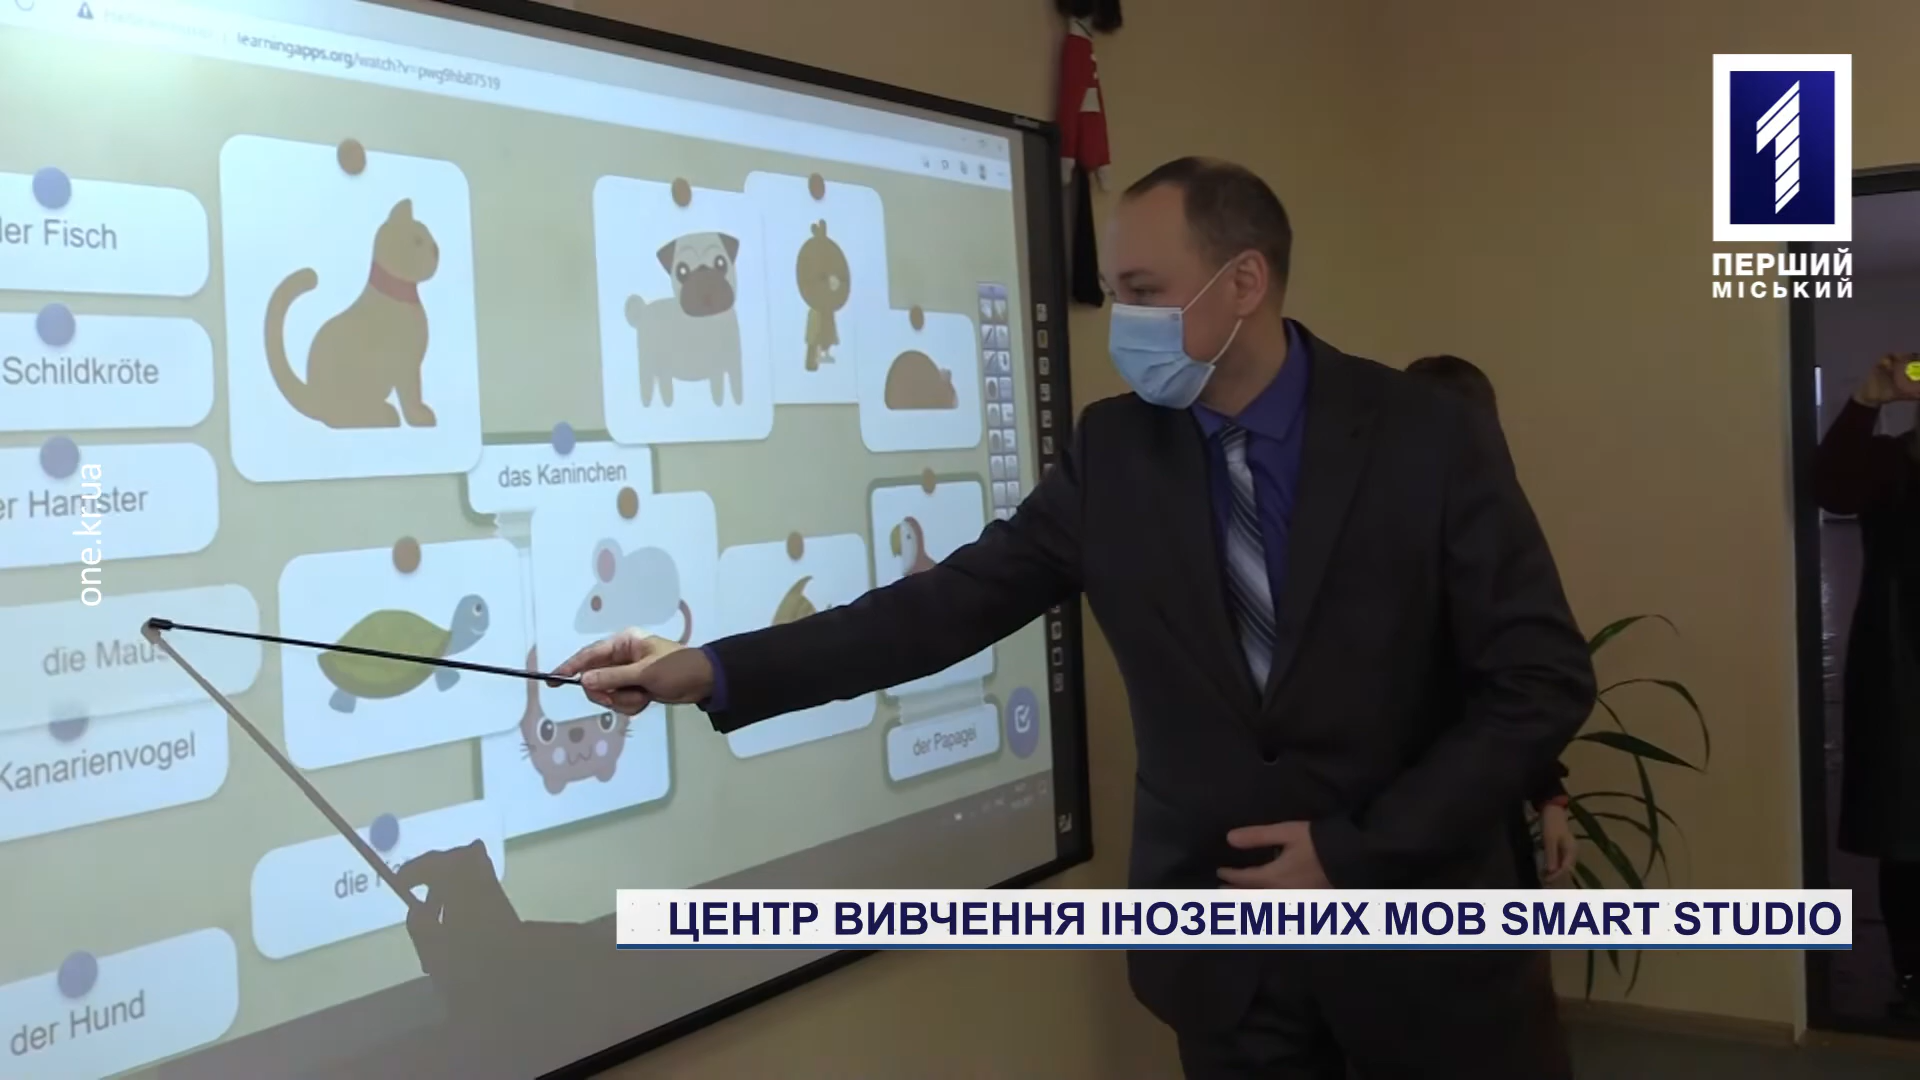 learningapps.org/watch?v=pwg9hb87519
der Fisch
Schildkröte
der Hamster
die Maus
Kanarienvogel
das Kaninchen
der Papagei
die
der Hund
one.kr.ua
ПЕРШИЙ
МІСЬКИЙ
ЦЕНТР ВИВЧЕННЯ ІНОЗЕМНИХ МОВ SMART STUDIO